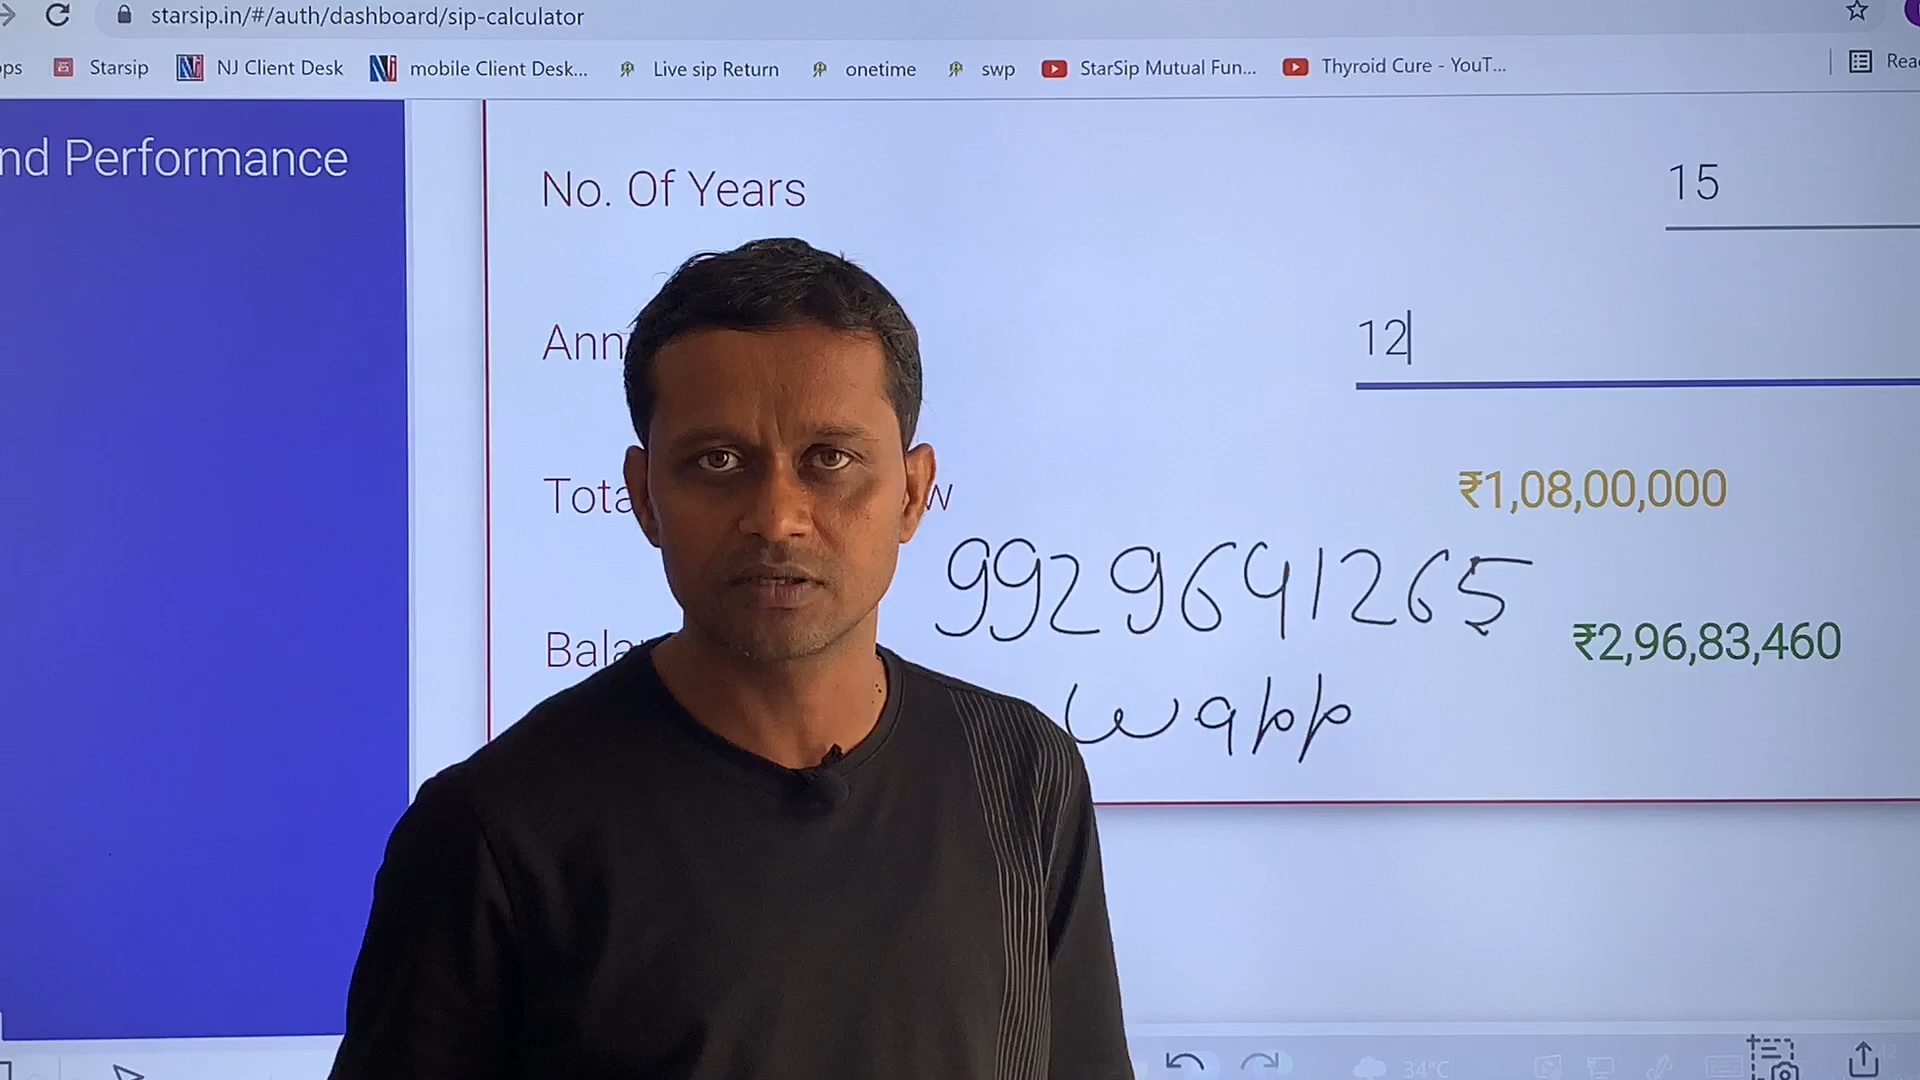 starsip.in/#/auth/dashboard/sip-calculator
Starsip NJ Client Desk mobile Client Desk... Live sip Return onetime swp StarSip Mutual Fun... Thyroid Cure - YouT...
nd Performance
No. Of Years 15
Ann 12
Tota w ₹1,08,00,000
9929641265
Bala ₹2,96,83,460
wapp
34°C